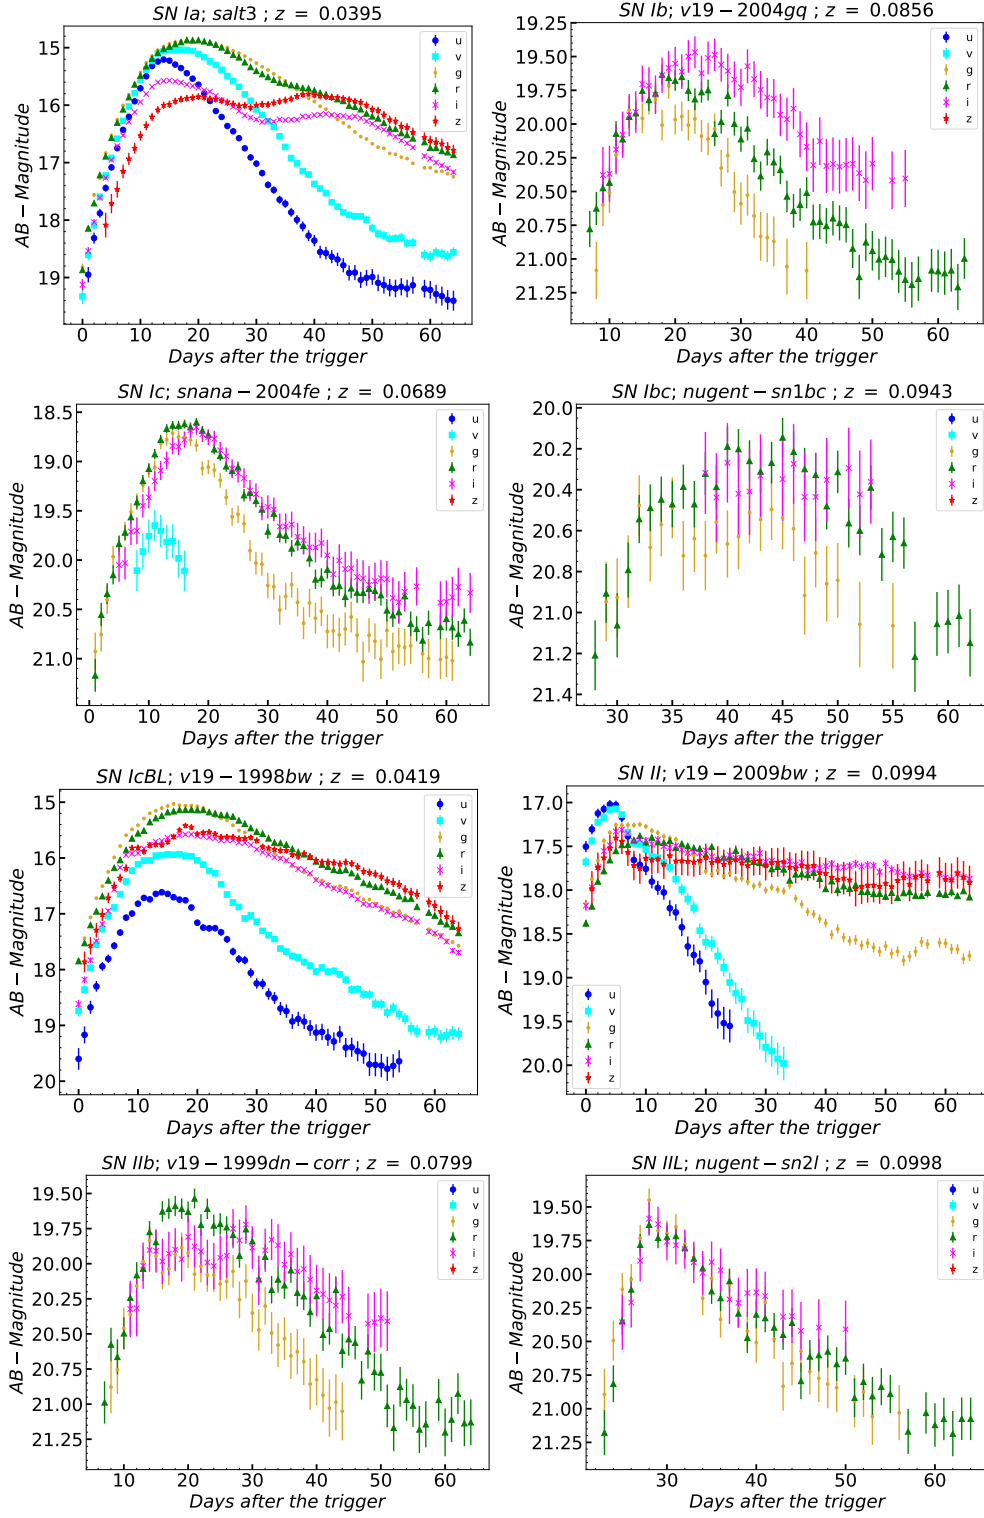 SN Ia; salt3 ; z = 0.0395
AB − Magnitude
15
16
17
18
19
u
v
g
r
i
z
0 10 20 30 40 50 60
Days after the trigger
SN Ib; v19 − 2004gq ; z = 0.0856
AB − Magnitude
19.25
19.50
19.75
20.00
20.25
20.50
20.75
21.00
21.25
u
v
g
r
i
z
10 20 30 40 50 60
Days after the trigger
SN Ic; snana − 2004fe ; z = 0.0689
AB − Magnitude
18.5
19.0
19.5
20.0
20.5
21.0
u
v
g
r
i
z
0 10 20 30 40 50 60
Days after the trigger
SN Ibc; nugent − sn1bc ; z = 0.0943
AB − Magnitude
20.0
20.2
20.4
20.6
20.8
21.0
21.2
21.4
u
v
g
r
i
z
30 35 40 45 50 55 60
Days after the trigger
SN IcBL; v19 − 1998bw ; z = 0.0419
AB − Magnitude
15
16
17
18
19
20
u
v
g
r
i
z
0 10 20 30 40 50 60
Days after the trigger
SN II; v19 − 2009bw ; z = 0.0994
AB − Magnitude
17.0
17.5
18.0
18.5
19.0
19.5
20.0
u
v
g
r
i
z
0 10 20 30 40 50 60
Days after the trigger
SN IIb; v19 − 1999dn − corr ; z = 0.0799
AB − Magnitude
19.50
19.75
20.00
20.25
20.50
20.75
21.00
21.25
u
v
g
r
i
z
10 20 30 40 50 60
Days after the trigger
SN IIL; nugent − sn2l ; z = 0.0998
AB − Magnitude
19.50
19.75
20.00
20.25
20.50
20.75
21.00
21.25
u
v
g
r
i
z
30 40 50 60
Days after the trigger